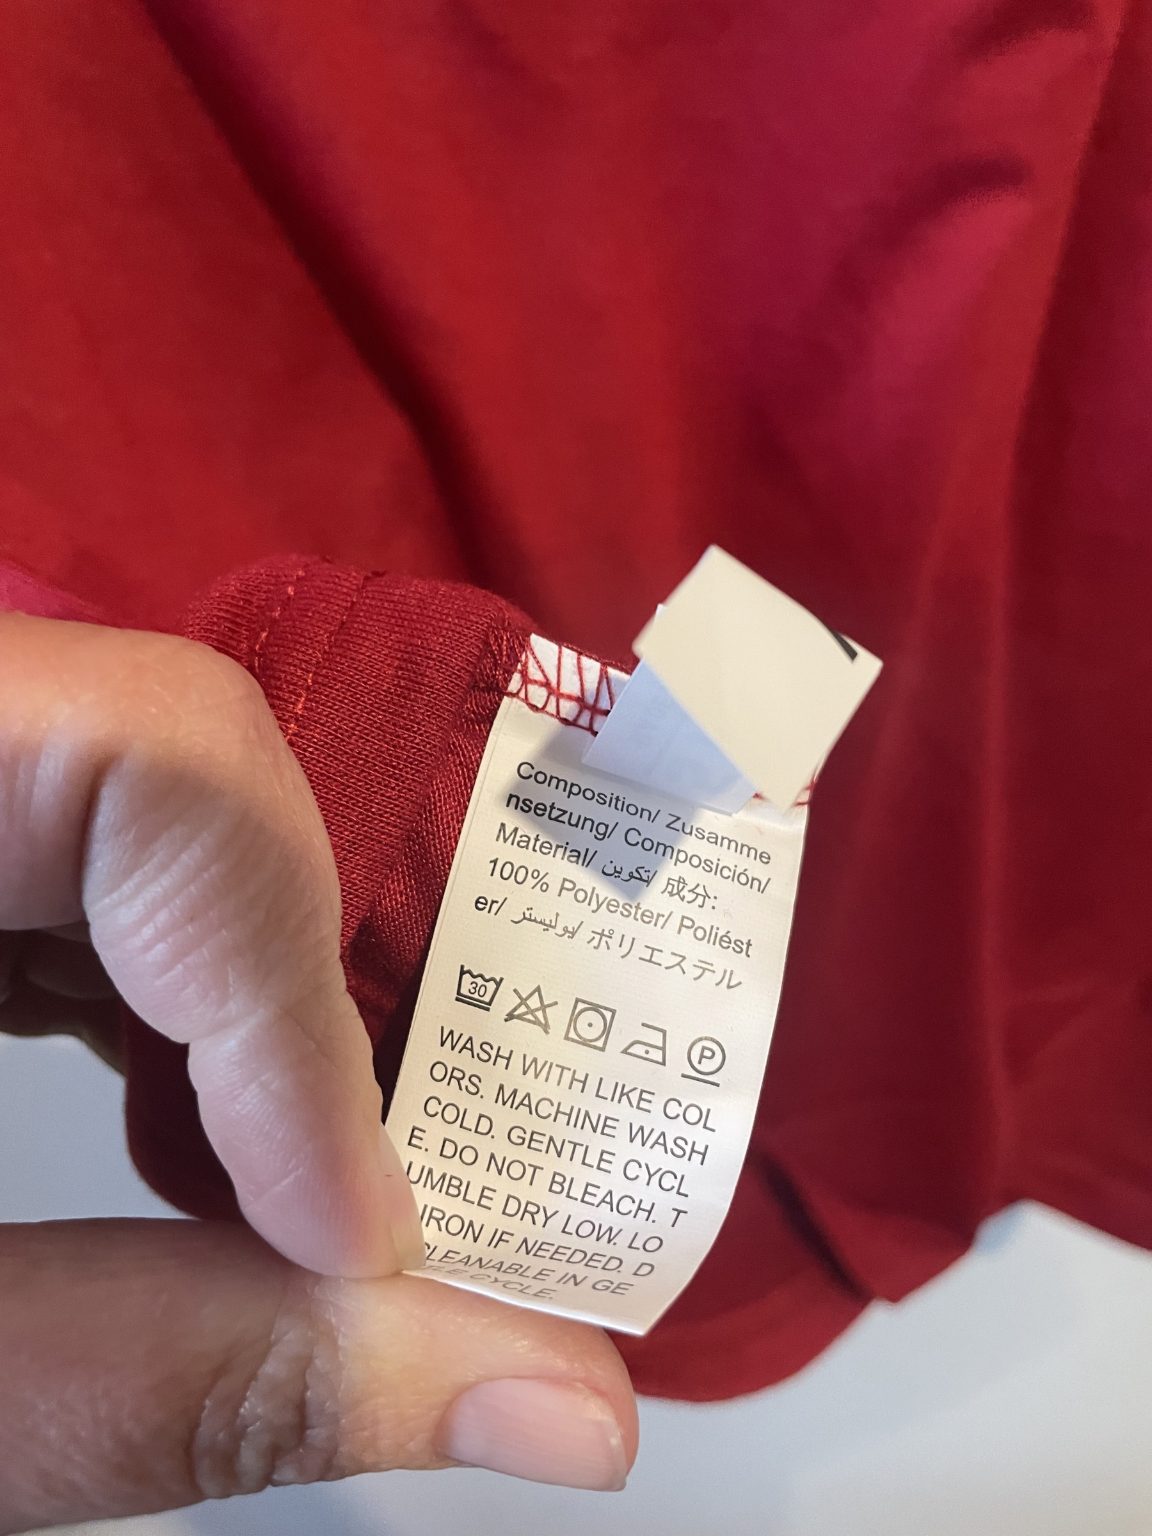 Composition/ Zusamme
nsetzung/ Composición/
Material/ تكوين/ 成分:
100% Polyester/ Poliést
er/ بوليستر/ ポリエステル
30
P
WASH WITH LIKE COL
ORS. MACHINE WASH
COLD. GENTLE CYCL
E. DO NOT BLEACH. T
UMBLE DRY LOW. LO
IRON IF NEEDED. D
CLEANABLE IN GE
CYCLE.